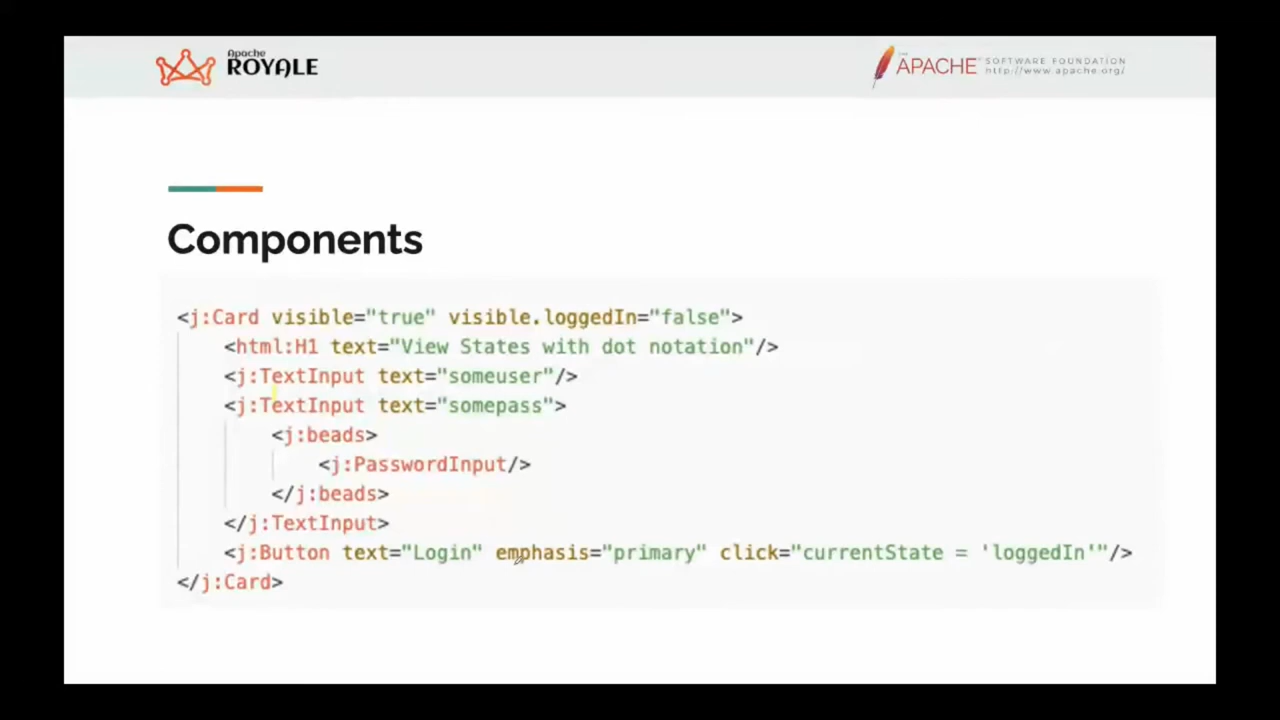 Apache
ROYALE
THE
APACHE
SOFTWARE FOUNDATION
http://www.apache.org/
Components
<j:Card visible="true" visible.loggedIn="false">
<html:H1 text="View States with dot notation"/>
<j:TextInput text="someuser"/>
<j:TextInput text="somepass">
<j:beads>
<j:PasswordInput/>
</j:beads>
</j:TextInput>
<j:Button text="Login" emphasis="primary" click="currentState = 'loggedIn'"/>
</j:Card>